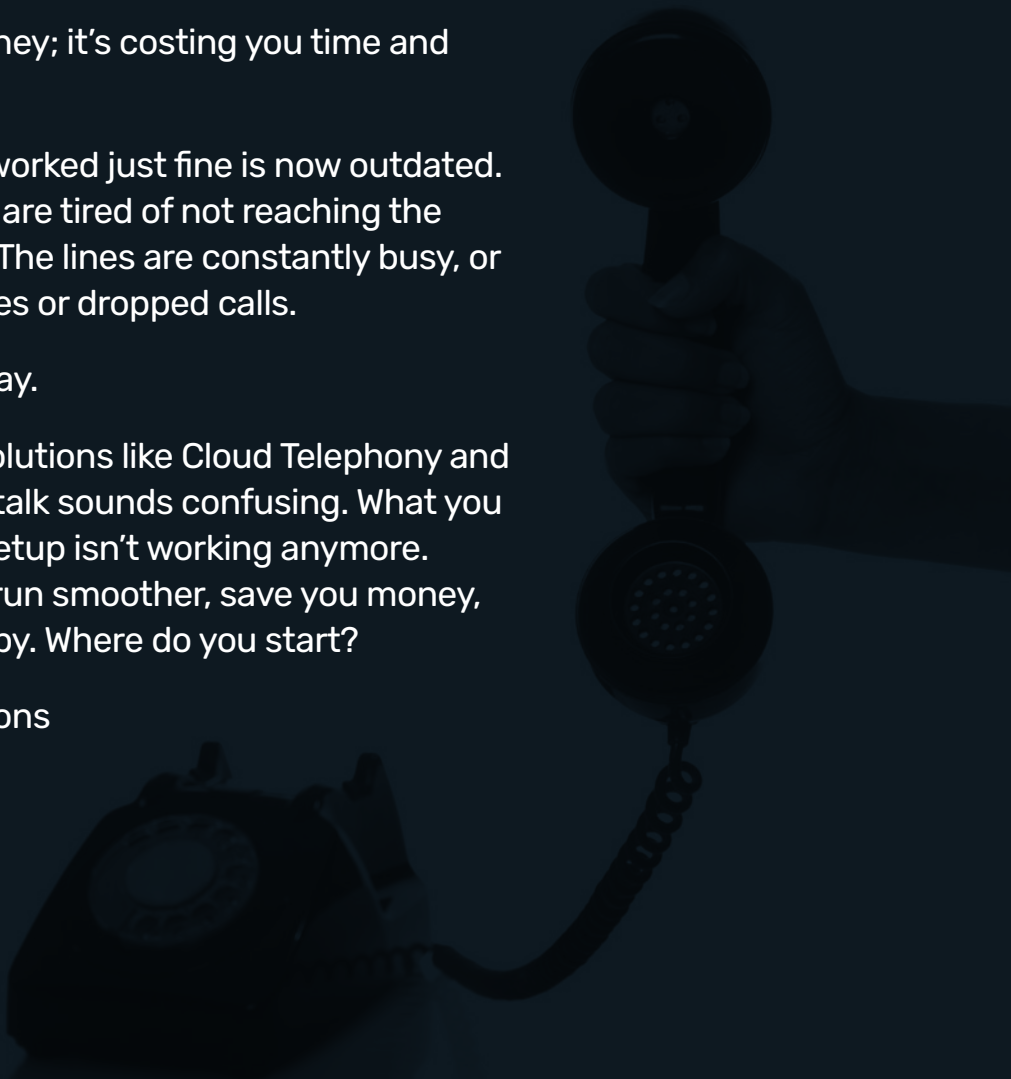 ney; it’s costing you time and
worked just fine is now outdated.
are tired of not reaching the
The lines are constantly busy, or
es or dropped calls.
ay.
olutions like Cloud Telephony and
talk sounds confusing. What you
etup isn’t working anymore.
run smoother, save you money,
py. Where do you start?
ons